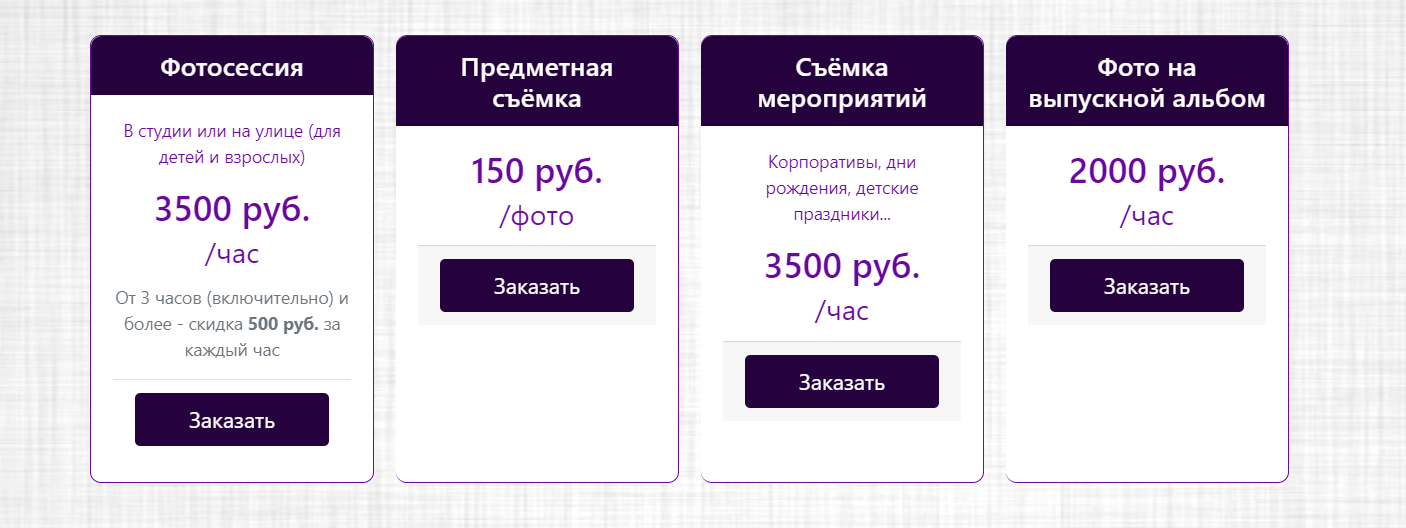 Фотосессия
В студии или на улице (для
детей и взрослых)
3500 руб.
/час
От 3 часов (включительно) и
более - скидка 500 руб. за
каждый час
Заказать
Предметная
съёмка
150 руб.
/фото
Заказать
Съёмка
мероприятий
Корпоративы, дни
рождения, детские
праздники...
3500 руб.
/час
Заказать
Фото на
выпускной альбом
2000 руб.
/час
Заказать